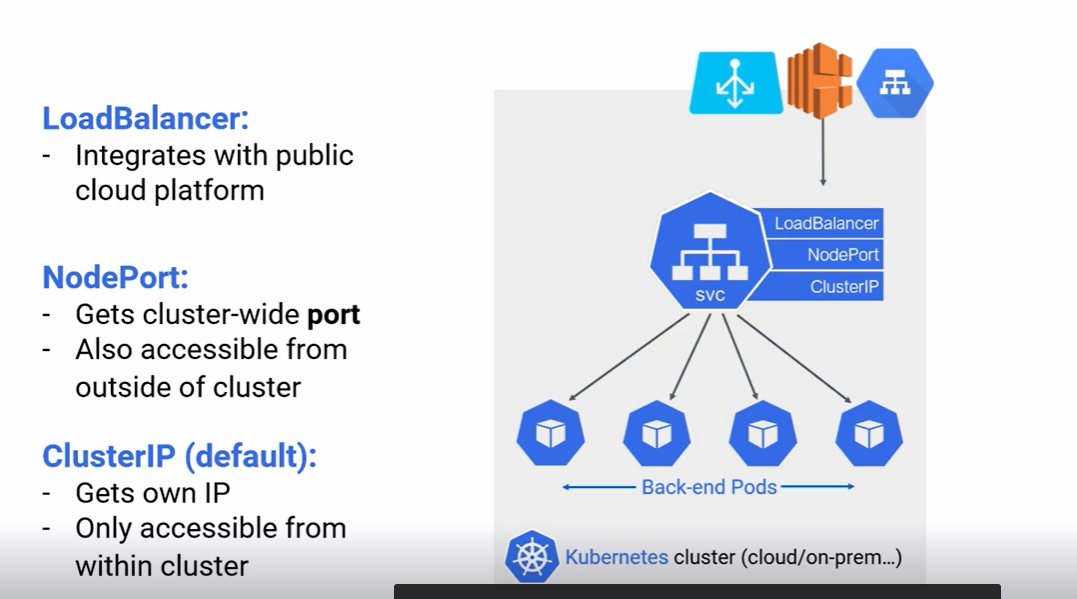 LoadBalancer:
- Integrates with public
cloud platform
NodePort:
- Gets cluster-wide port
- Also accessible from
outside of cluster
ClusterIP (default):
- Gets own IP
- Only accessible from
within cluster
LoadBalancer
NodePort
ClusterIP
svc
Back-end Pods
Kubernetes cluster (cloud/on-prem...)